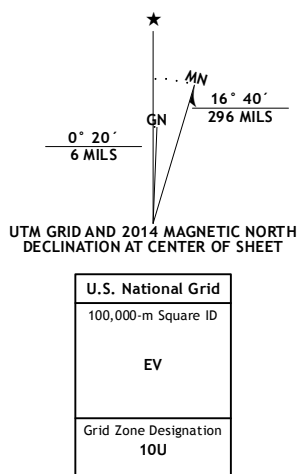 ★
MN
16° 40´
296 MILS
GN
0° 20´
6 MILS
UTM GRID AND 2014 MAGNETIC NORTH
DECLINATION AT CENTER OF SHEET
U.S. National Grid
100,000-m Square ID
EV
Grid Zone Designation
10U